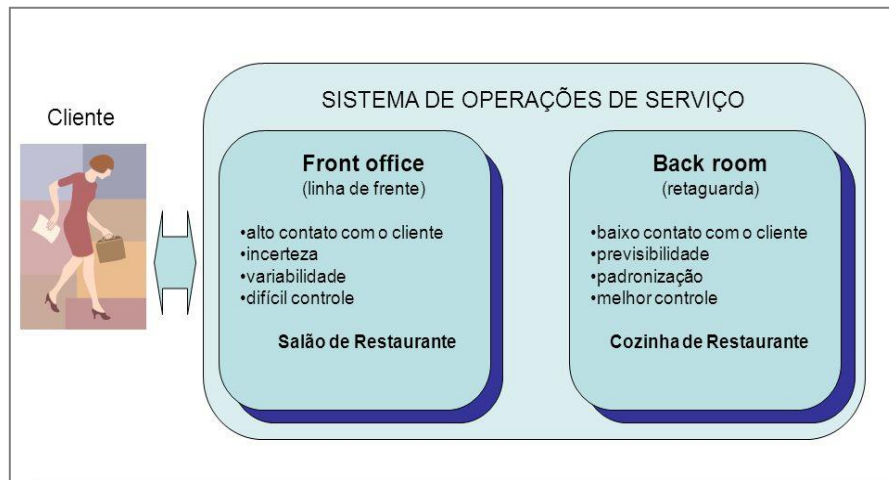 SISTEMA DE OPERAÇÕES DE SERVIÇO
Cliente
Front office
(linha de frente)
•alto contato com o cliente
•incerteza
•variabilidade
•difícil controle
Salão de Restaurante
Back room
(retaguarda)
•baixo contato com o cliente
•previsibilidade
•padronização
•melhor controle
Cozinha de Restaurante